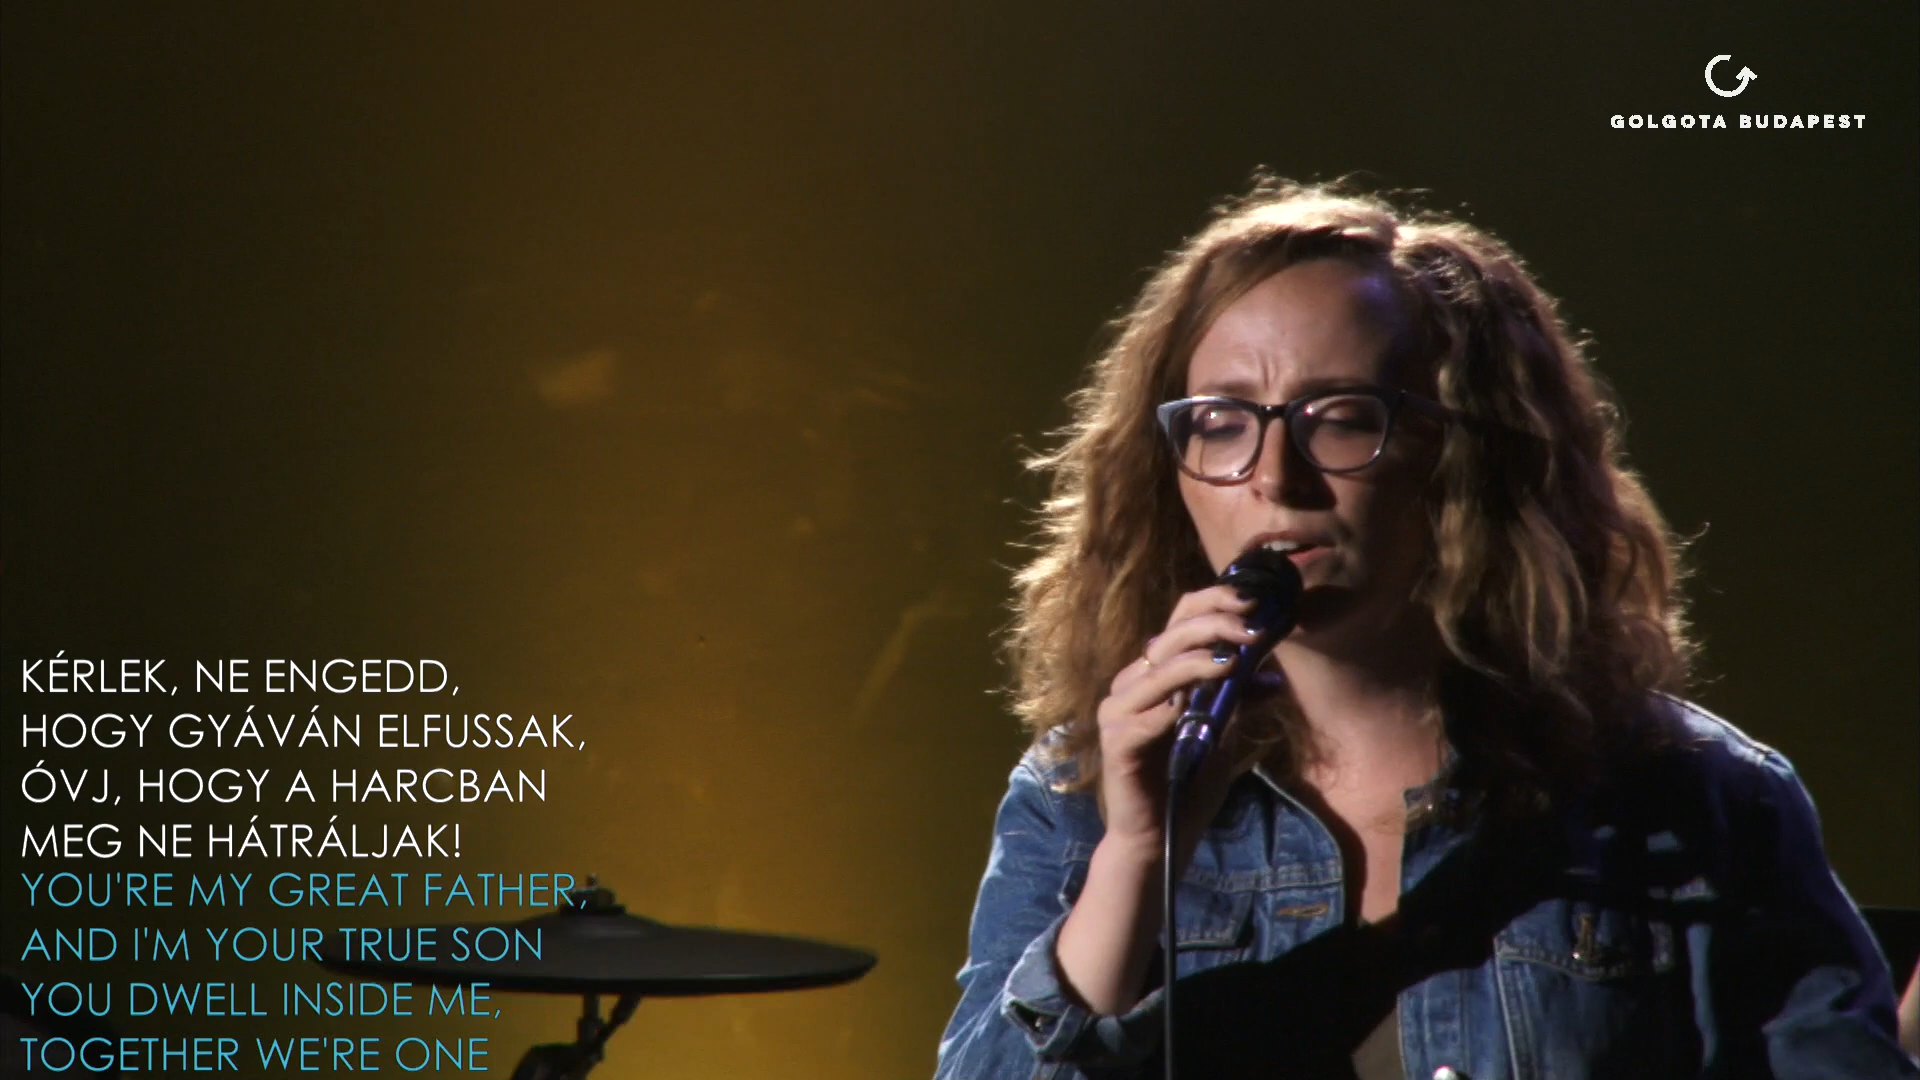 GOLGOTA BUDAPEST
KÉRLEK, NE ENGEDD,
HOGY GYÁVÁN ELFUSSAK,
ÓVJ, HOGY A HARCBAN
MEG NE HÁTRÁLJAK!
YOU'RE MY GREAT FATHER,
AND I'M YOUR TRUE SON
YOU DWELL INSIDE ME,
TOGETHER WE'RE ONE